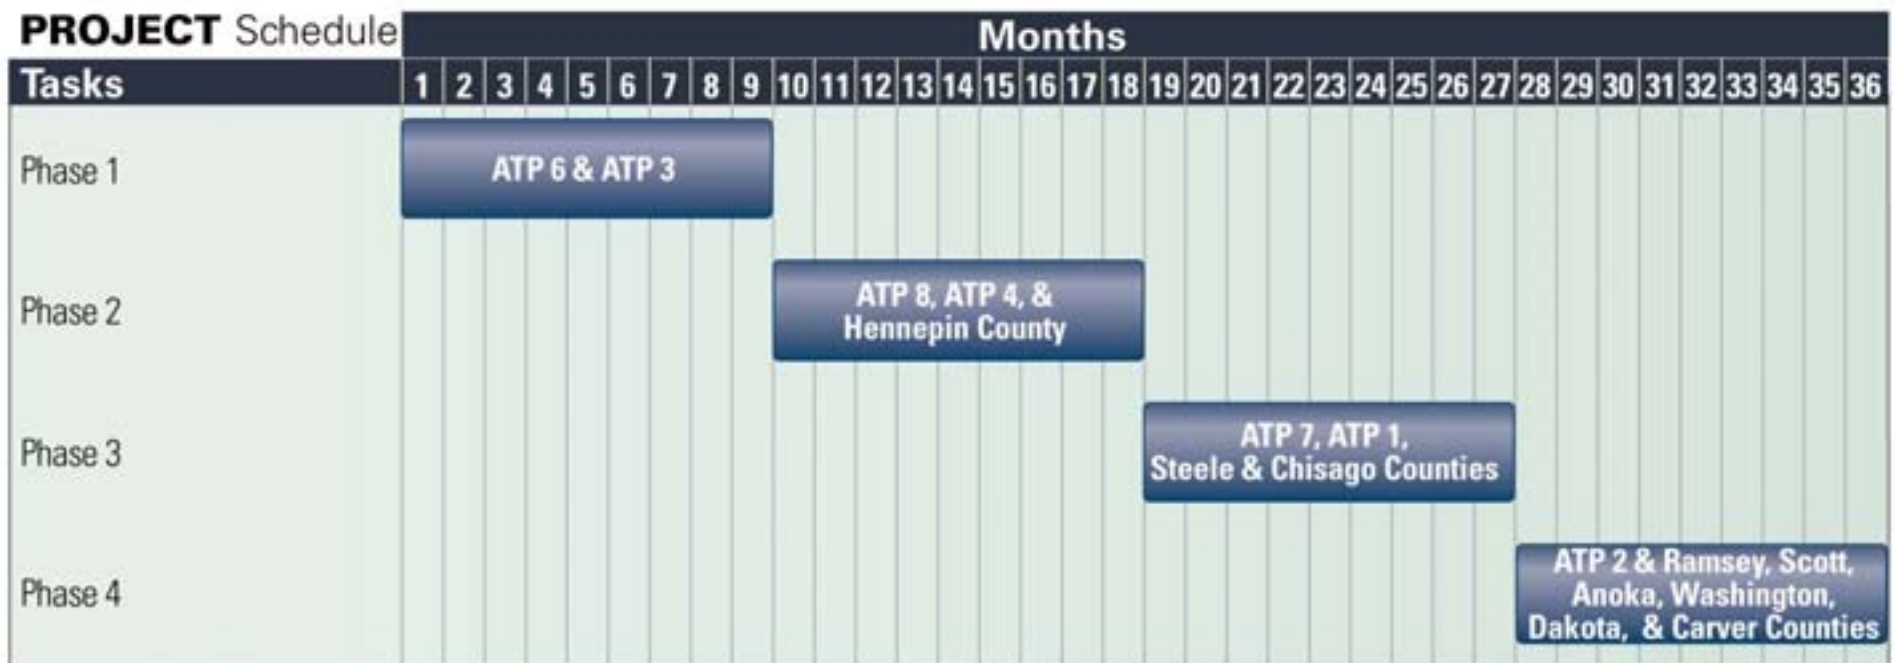 PROJECT Schedule
Months
Tasks 1 2 3 4 5 6 7 8 9 10 11 12 13 14 15 16 17 18 19 20 21 22 23 24 25 26 27 28 29 30 31 32 33 34 35 36
Phase 1
ATP 6 & ATP 3
Phase 2
ATP 8, ATP 4, &
Hennepin County
Phase 3
ATP 7, ATP 1,
Steele & Chisago Counties
Phase 4
ATP 2 & Ramsey, Scott,
Anoka, Washington,
Dakota, & Carver Counties